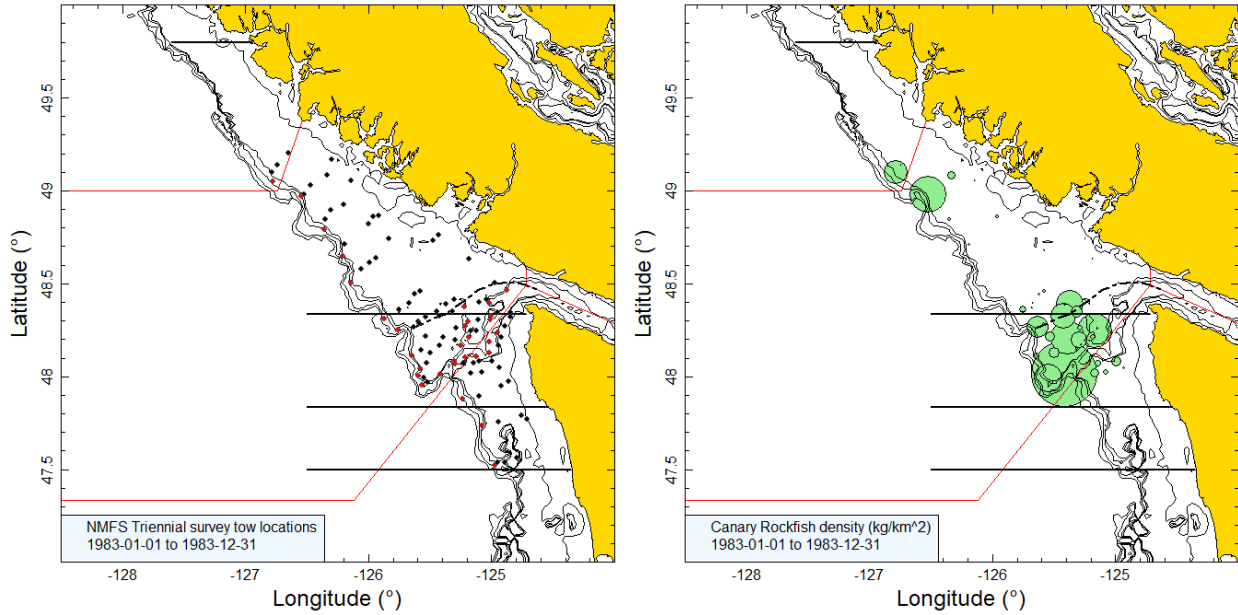 49.5
49
48.5
48
47.5
Latitude (°)
-128
-127
-126
-125
Longitude (°)
NMFS Triennial survey tow locations
1983-01-01 to 1983-12-31
49.5
49
48.5
48
47.5
Latitude (°)
-128
-127
-126
-125
Longitude (°)
Canary Rockfish density (kg/km^2)
1983-01-01 to 1983-12-31